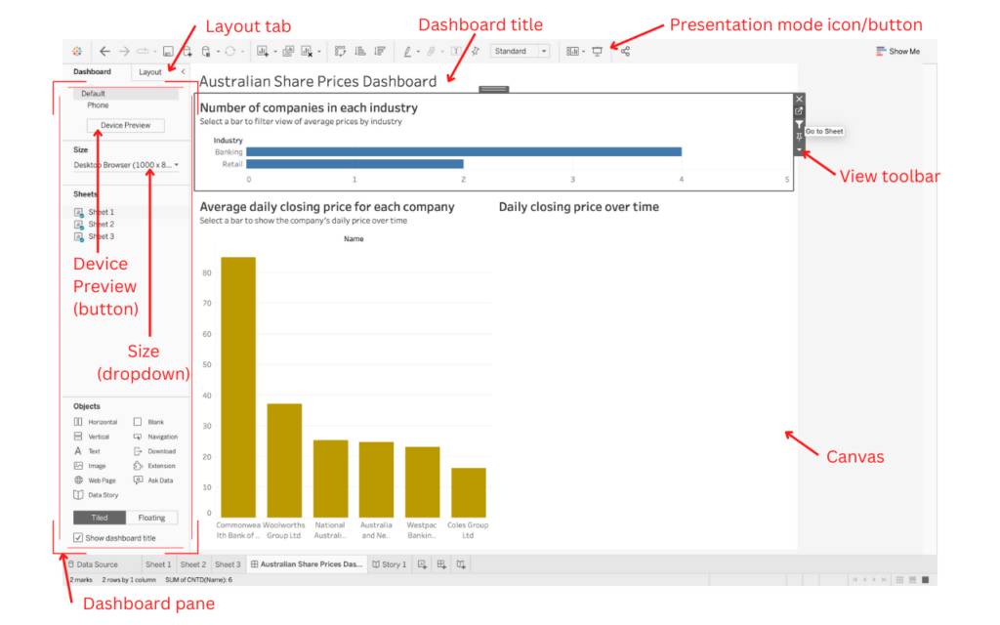 Layout tab
Dashboard title
Presentation mode icon/button
Standard
Show Me
Dashboard
Layout
Default
Phone
Device Preview
Size
Desktop Browser (1000 x 8...
Sheets
Sheet 1
Sheet 2
Sheet 3
Device
Preview
(button)
Size
(dropdown)
Objects
Horizontal
Blank
Vertical
Navigation
Text
Download
Image
Extension
Web Page
Ask Data
Data Story
Tiled
Floating
Show dashboard title
Australian Share Prices Dashboard
Number of companies in each industry
Select a bar to filter view of average prices by industry
Industry
Banking
Retail
0 1 2 3 4 5
Go to Sheet
View toolbar
Average daily closing price for each company
Select a bar to show the company's daily price over time
Daily closing price over time
Name
80
70
60
50
40
30
20
10
0
Commonwea Woolworths National Australia Westpac Coles Group
lth Bank of .. Group Ltd Australi.. and Ne.. Bankin.. Ltd
Canvas
Data Source Sheet 1 Sheet 2 Sheet 3 Australian Share Prices Das... Story 1
2 marks 2 rows by 1 column SUM of CNTD(Name): 6
Dashboard pane